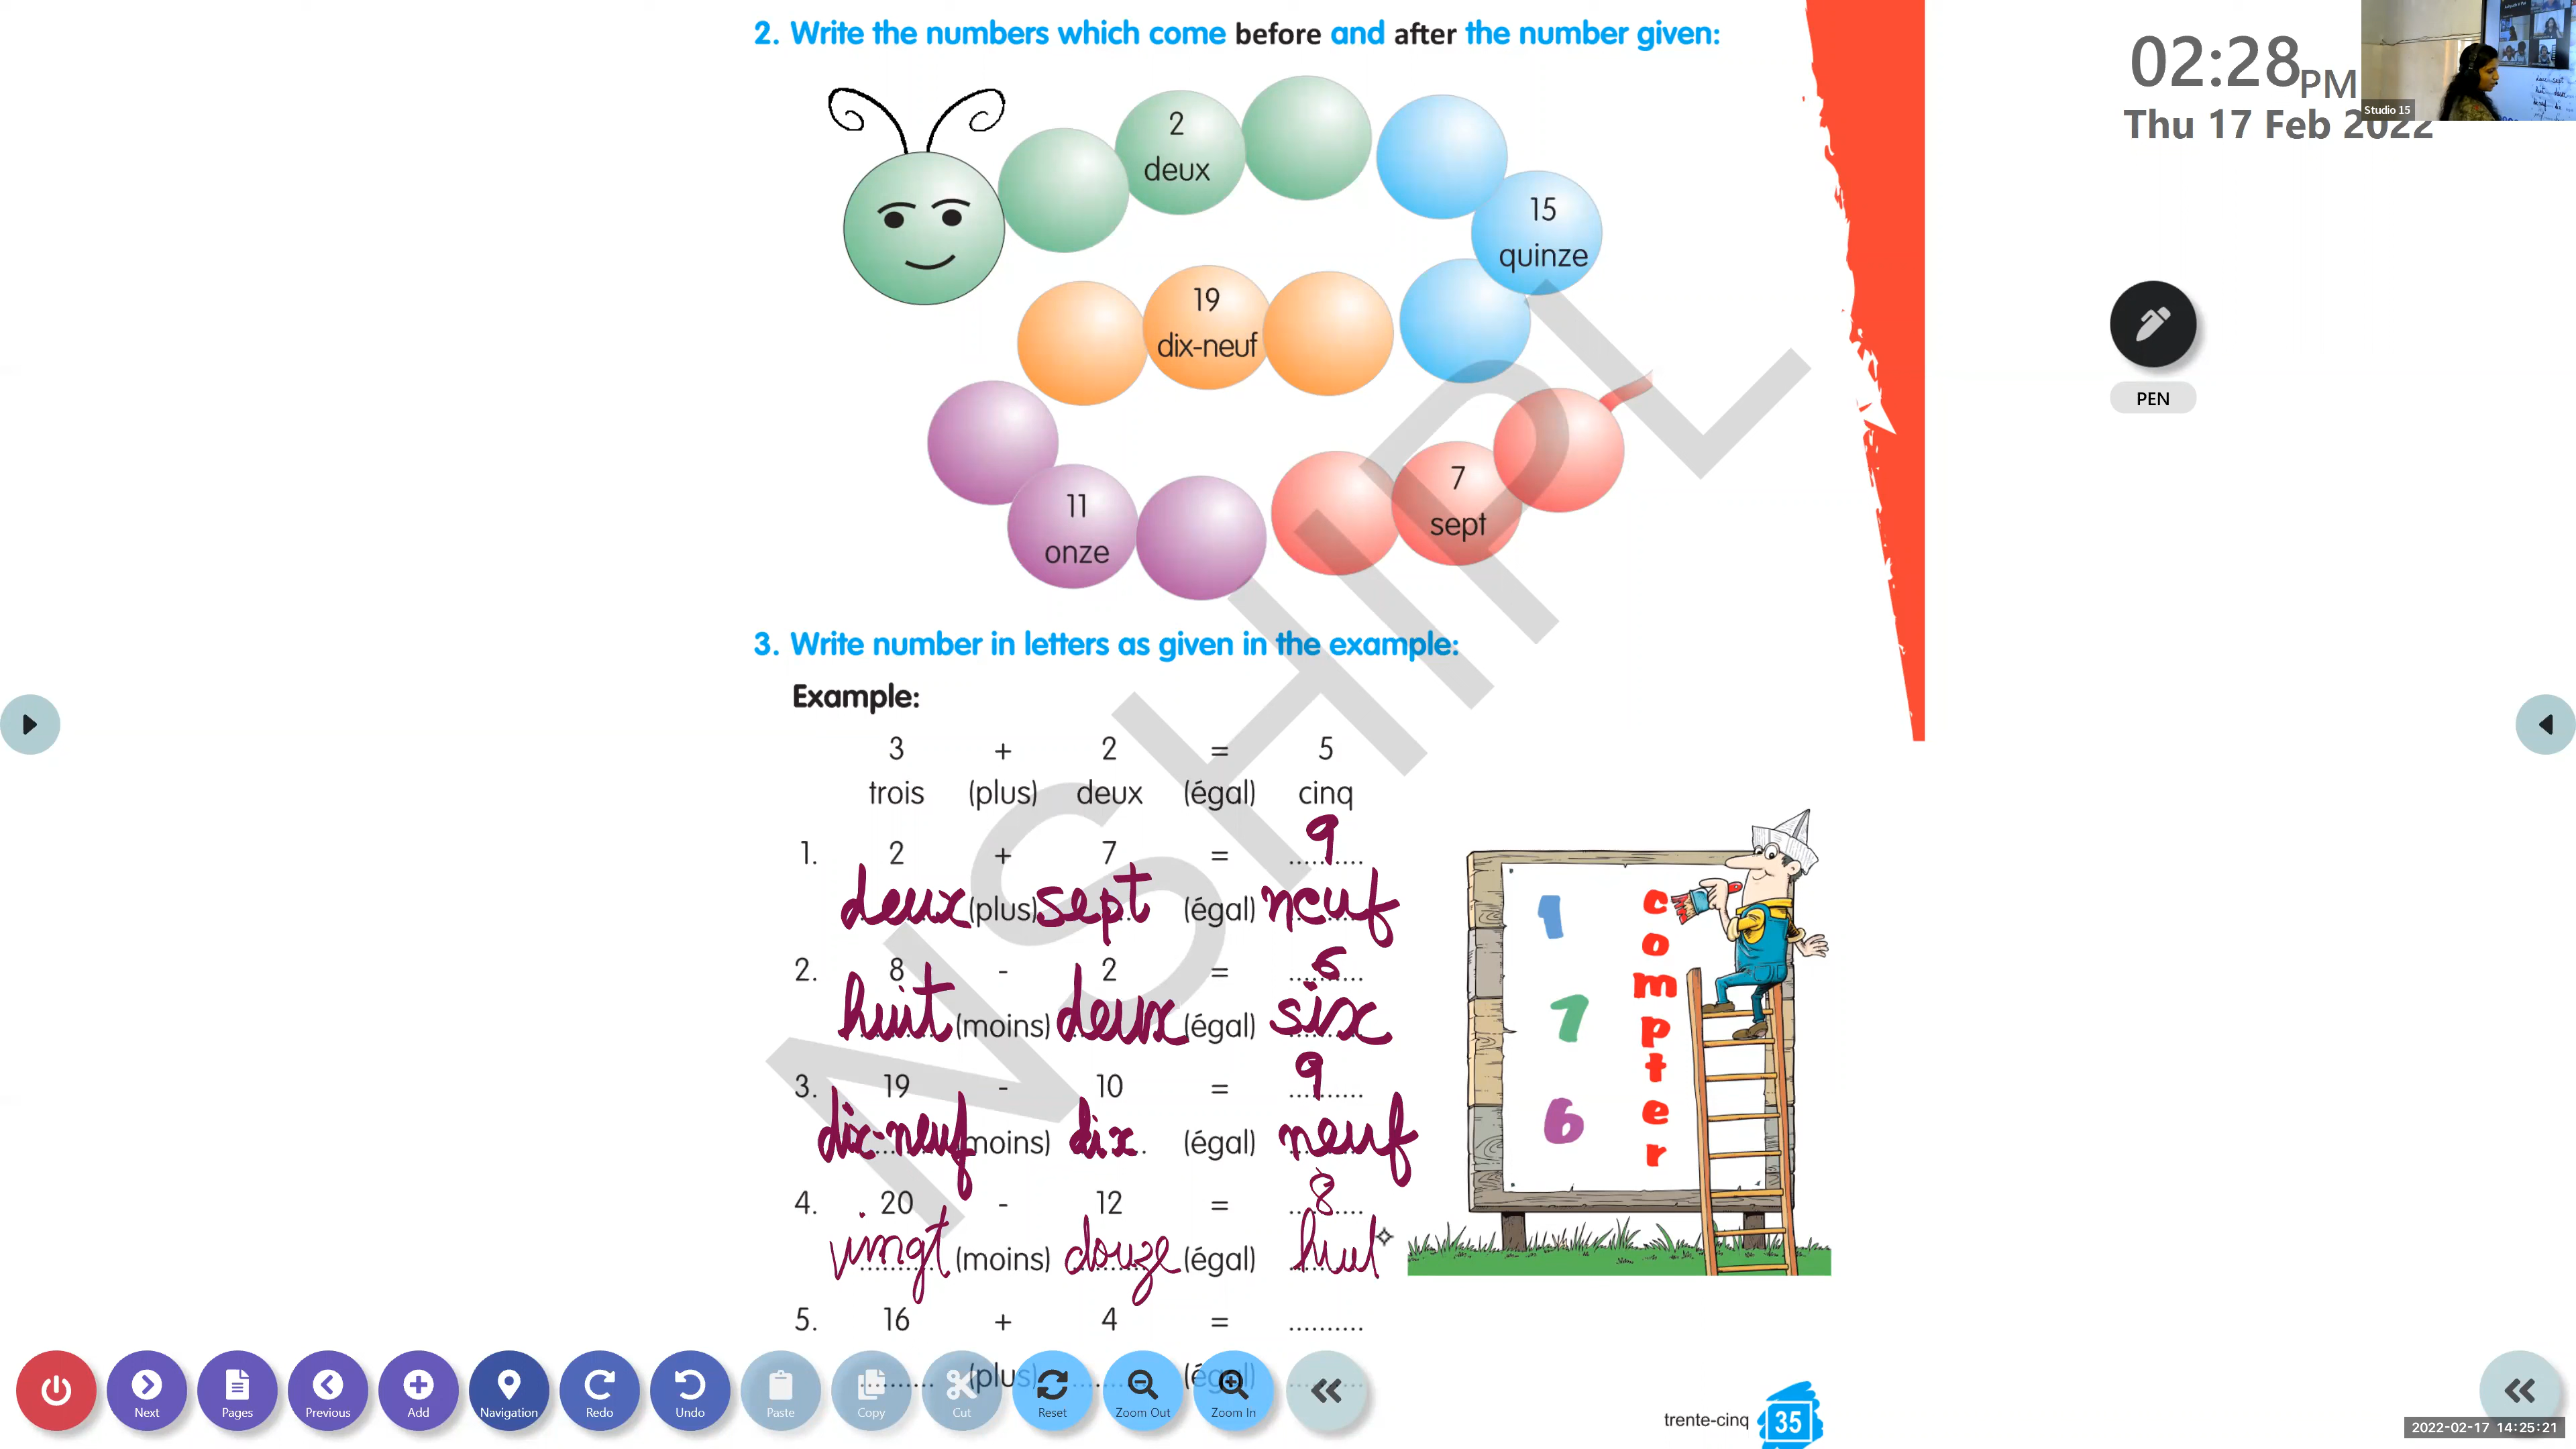 2. Write the numbers which come before and after the number given:
02:28 PM
Thu 17 Feb 2022
Studio 15
2
deux
15
quinze
19
dix-neuf
11
onze
7
sept
PEN
3. Write number in letters as given in the example:
Example:
3 + 2 = 5
trois (plus) deux (égal) cinq
1. 2 + 7 = 9
deux (plus) sept (égal) neuf
2. 8 - 2 = 6
huit (moins) deux (égal) six
3. 19 - 10 = 9
dix-neuf moins) dix (égal) neuf
4. 20 - 12 = 8
vingt (moins) douze (égal) huit
5. 16 + 4 = ..........
.......... (plus) .......... (égal) ..........
1
7
6
compter
NSHIPL
Next Pages Previous Add Navigation Redo Undo Paste Copy Cut Reset Zoom Out Zoom In
trente-cinq 35
2022-02-17 14:25:21